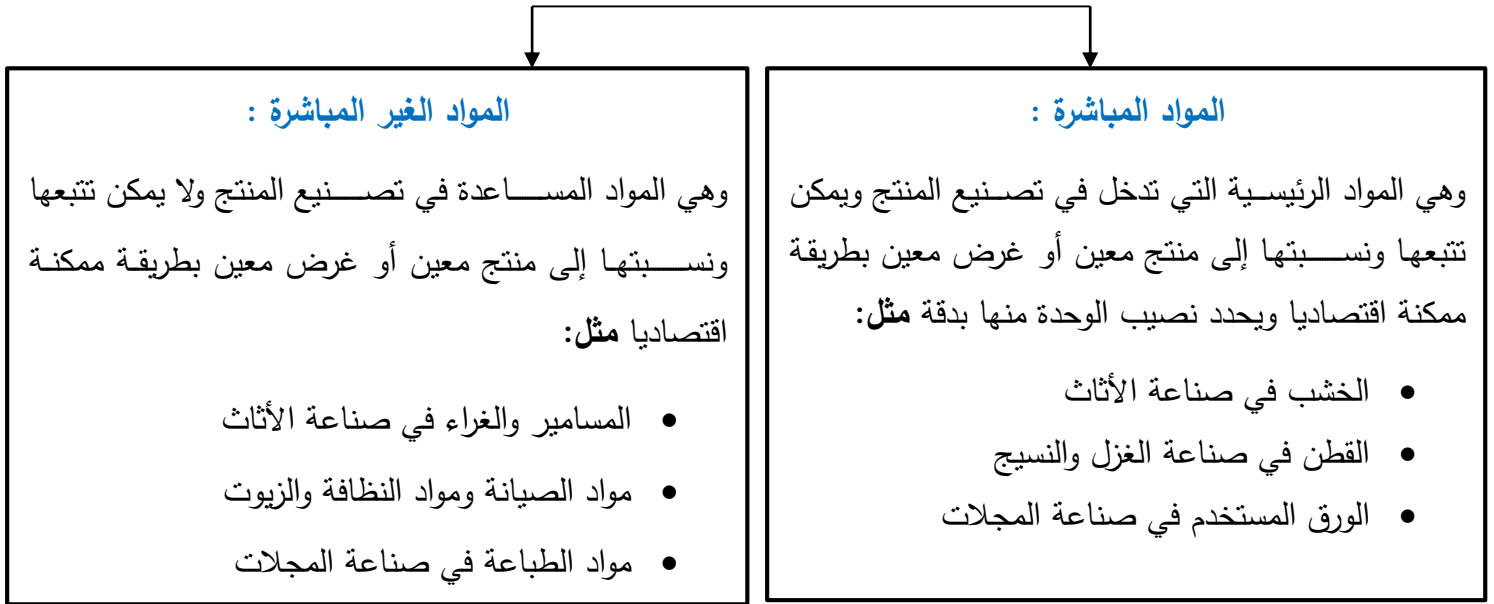 المواد المباشرة :
وهي المواد الرئيسية التي تدخل في تصنيع المنتج ويمكن
تتبعها ونسبتها إلى منتج معين أو غرض معين بطريقة
ممكنة اقتصاديا ويحدد نصيب الوحدة منها بدقة مثل:
• الخشب في صناعة الأثاث
• القطن في صناعة الغزل والنسيج
• الورق المستخدم في صناعة المجلات
المواد الغير المباشرة :
وهي المواد المساعدة في تصنيع المنتج ولا يمكن تتبعها
ونسبتها إلى منتج معين أو غرض معين بطريقة ممكنة
اقتصاديا مثل:
• المسامير والغراء في صناعة الأثاث
• مواد الصيانة ومواد النظافة والزيوت
• مواد الطباعة في صناعة المجلات